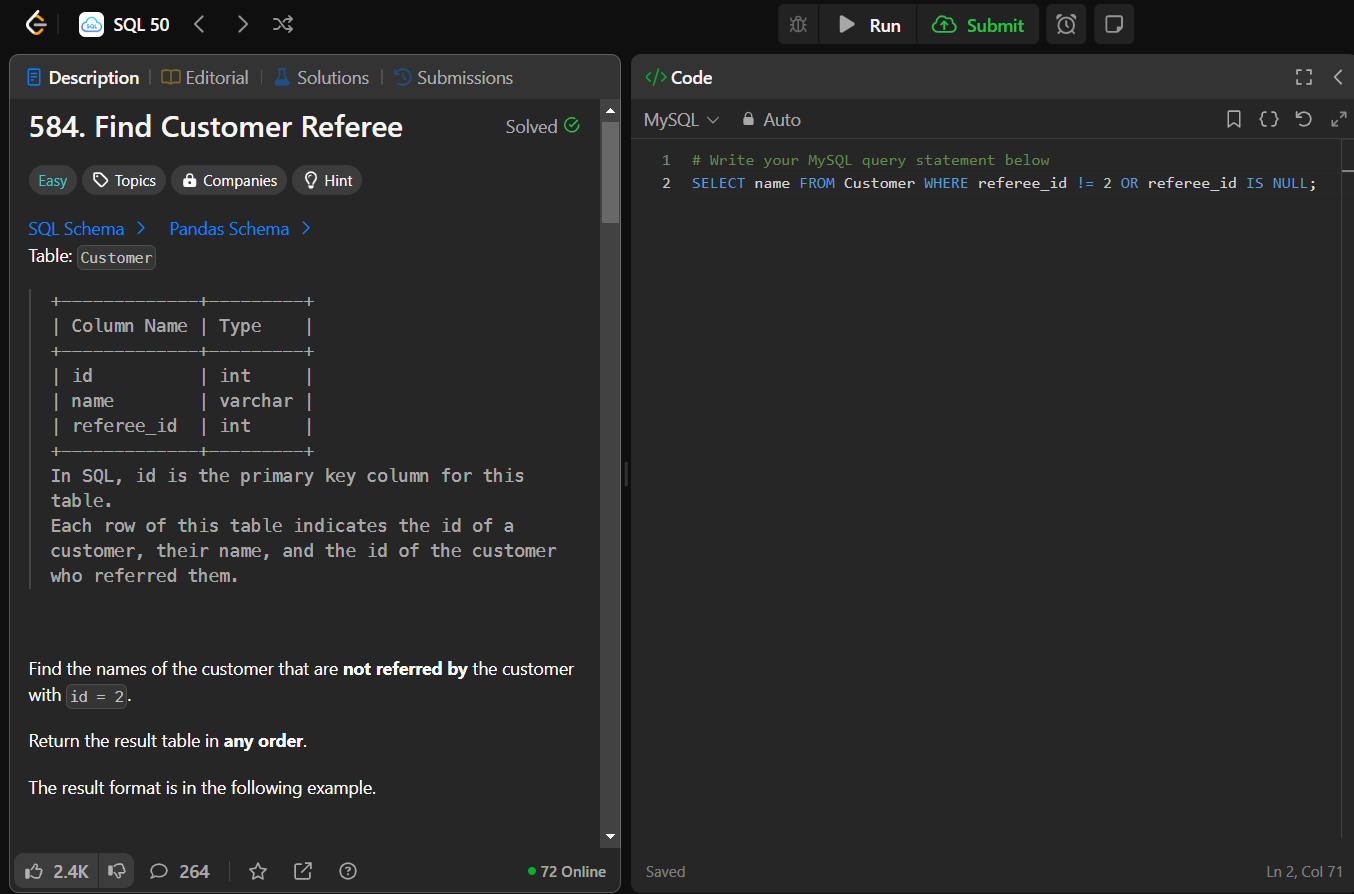 SQL 50
Run
Submit
Description | Editorial | Solutions | Submissions
584. Find Customer Referee
Solved
Easy Topics Companies Hint
SQL Schema > Pandas Schema >
Table: Customer
+-------------+---------+
| Column Name | Type    |
+-------------+---------+
| id          | int     |
| name        | varchar |
| referee_id  | int     |
+-------------+---------+
In SQL, id is the primary key column for this
table.
Each row of this table indicates the id of a
customer, their name, and the id of the customer
who referred them.
Find the names of the customer that are not referred by the customer
with id = 2.
Return the result table in any order.
The result format is in the following example.
2.4K 264
72 Online
</> Code
MySQL Auto
1 # Write your MySQL query statement below
2 SELECT name FROM Customer WHERE referee_id != 2 OR referee_id IS NULL;
Saved
Ln 2, Col 71